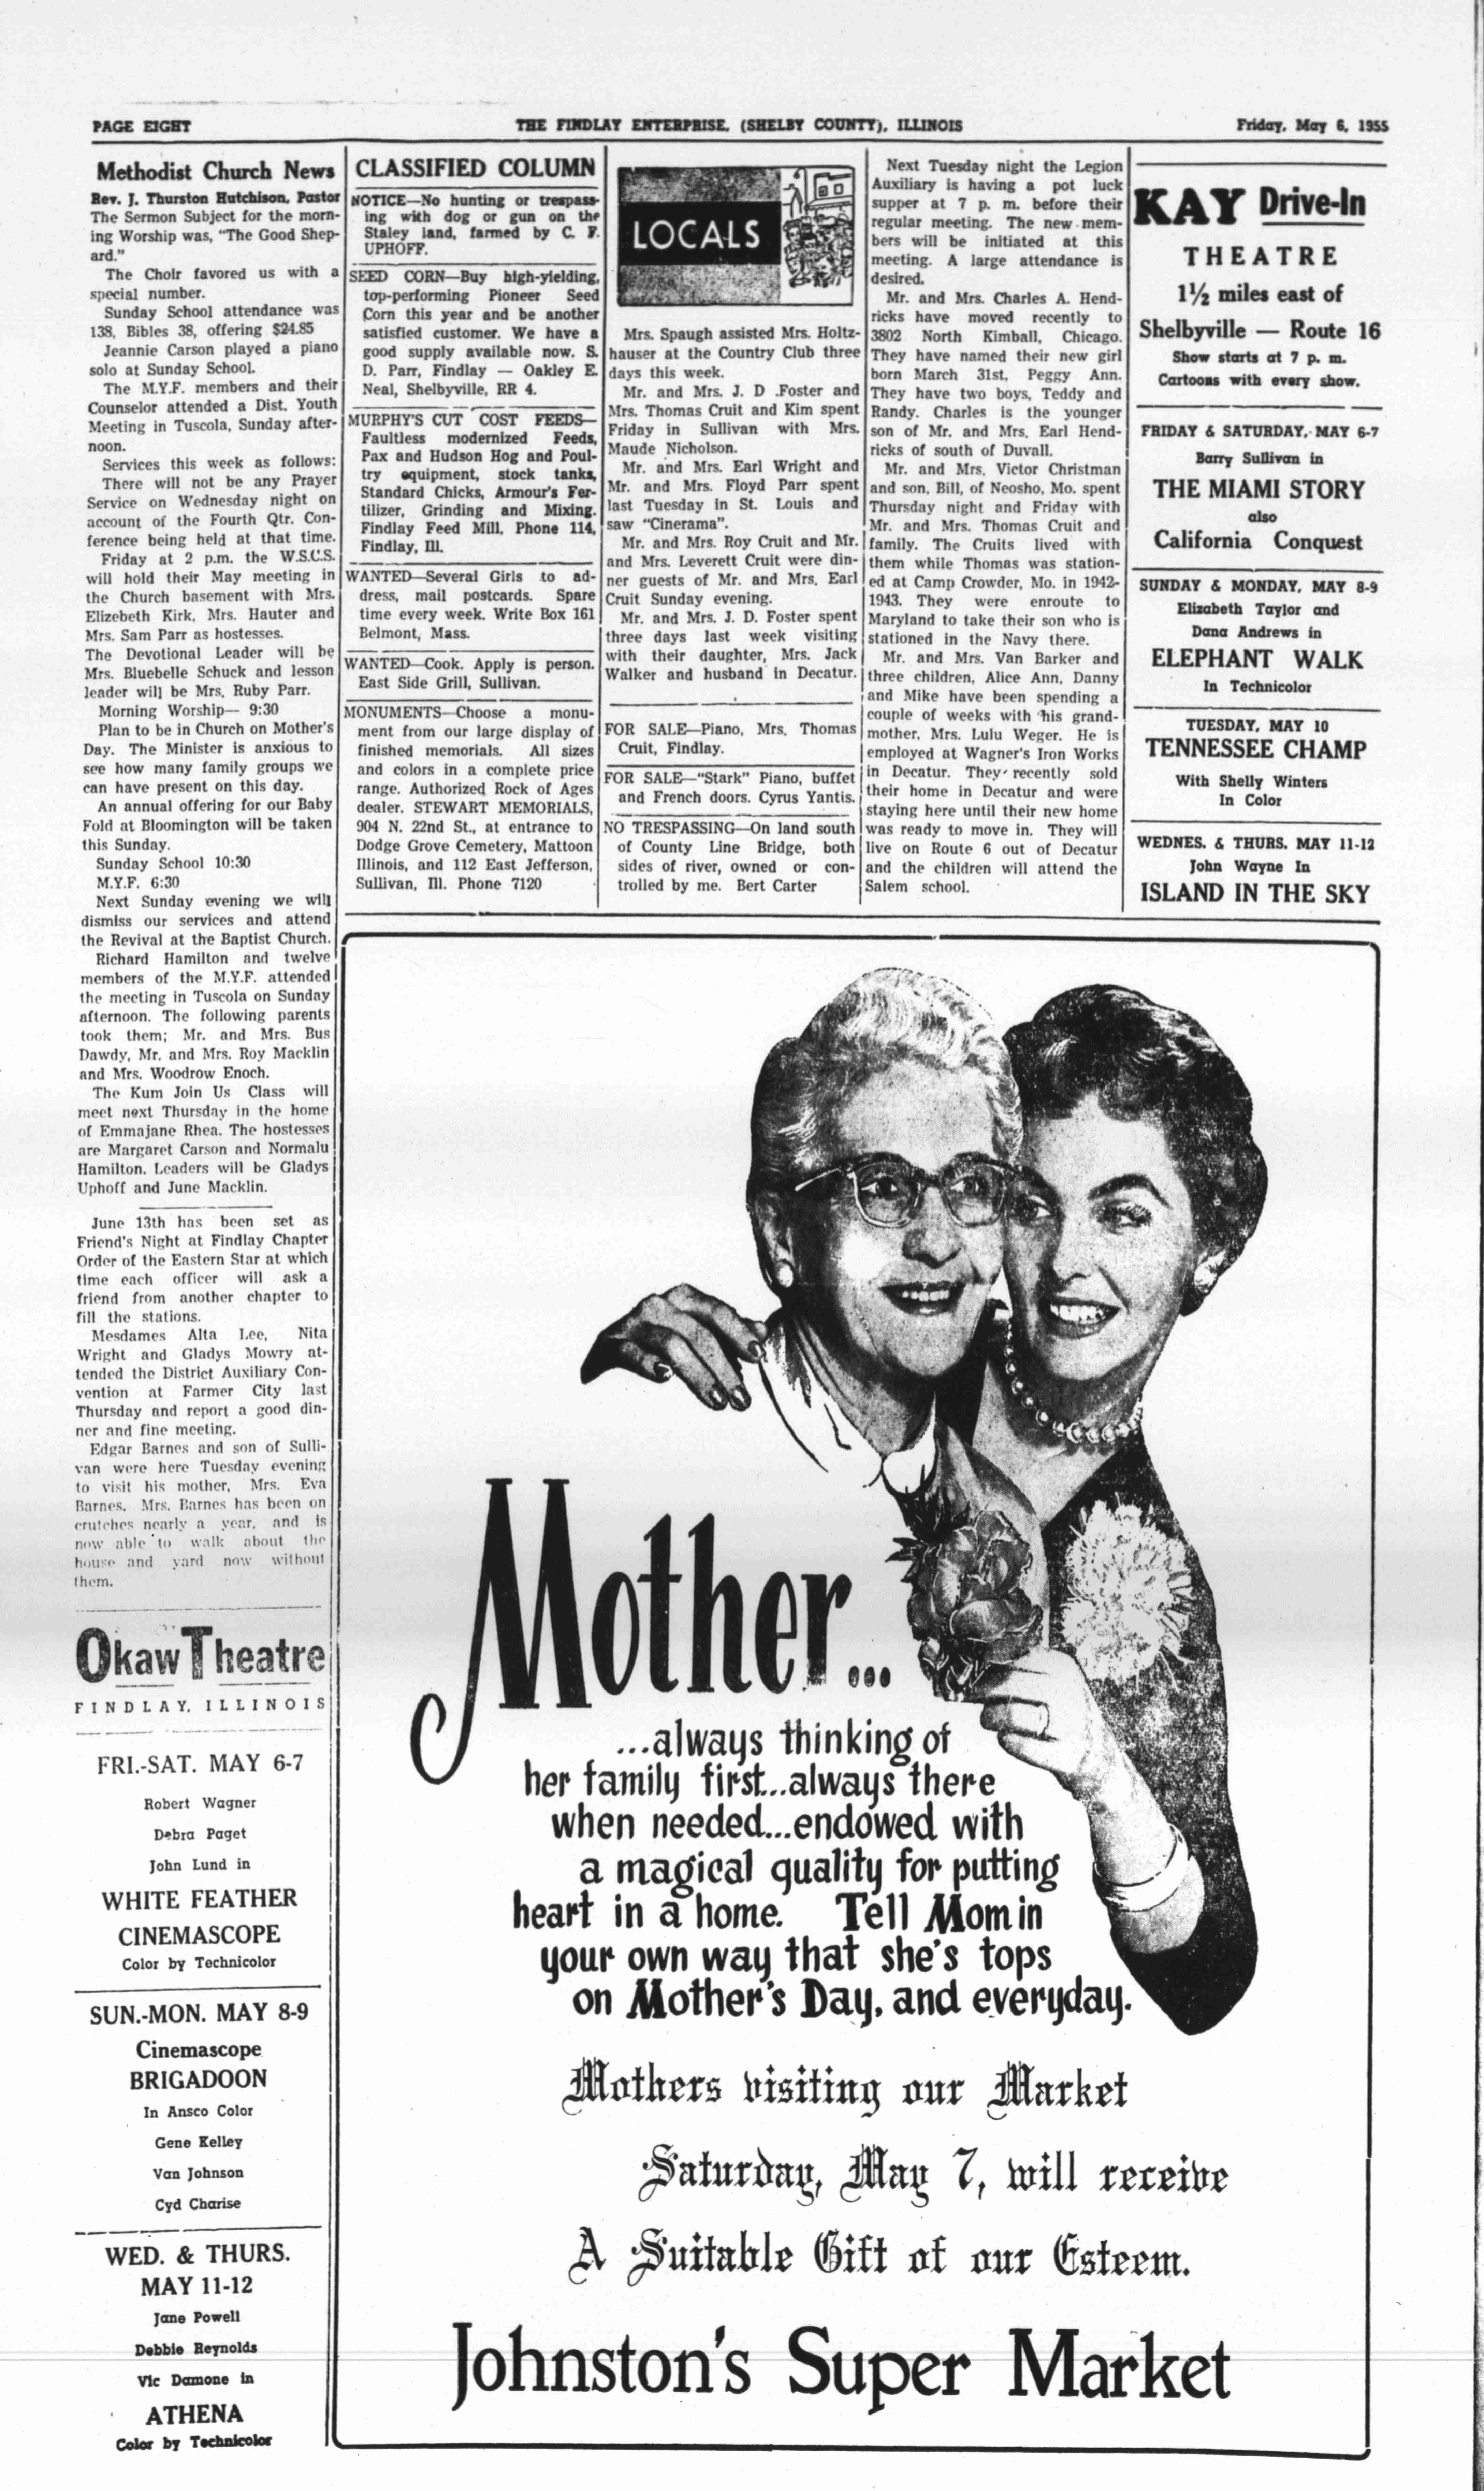 PAGE EIGHT
THE FINDLAY ENTERPRISE, (SHELBY COUNTY), ILLINOIS
Friday, May 6, 1955
Methodist Church News
Rev. J. Thurston Hutchison, Pastor
The Sermon Subject for the morn-
ing Worship was, "The Good Shep-
ard."
The Choir favored us with a
special number.
Sunday School attendance was
138, Bibles 38, offering $24.85
Jeannie Carson played a piano
solo at Sunday School.
The M.Y.F. members and their
Counselor attended a Dist. Youth
Meeting in Tuscola, Sunday after-
noon.
Services this week as follows:
There will not be any Prayer
Service on Wednesday night on
account of the Fourth Qtr. Con-
ference being held at that time.
Friday at 2 p.m. the W.S.C.S.
will hold their May meeting in
the Church basement with Mrs.
Elizebeth Kirk, Mrs. Hauter and
Mrs. Sam Parr as hostesses.
The Devotional Leader will be
Mrs. Bluebelle Schuck and lesson
leader will be Mrs. Ruby Parr.
Morning Worship— 9:30
Plan to be in Church on Mother's
Day. The Minister is anxious to
see how many family groups we
can have present on this day.
An annual offering for our Baby
Fold at Bloomington will be taken
this Sunday.
Sunday School 10:30
M.Y.F. 6:30
Next Sunday evening we will
dismiss our services and attend
the Revival at the Baptist Church.
Richard Hamilton and twelve
members of the M.Y.F. attended
the meeting in Tuscola on Sunday
afternoon. The following parents
took them; Mr. and Mrs. Bus
Dawdy, Mr. and Mrs. Roy Macklin
and Mrs. Woodrow Enoch.
The Kum Join Us Class will
meet next Thursday in the home
of Emmajane Rhea. The hostesses
are Margaret Carson and Normalu
Hamilton. Leaders will be Gladys
Uphoff and June Macklin.
June 13th has been set as
Friend's Night at Findlay Chapter
Order of the Eastern Star at which
time each officer will ask a
friend from another chapter to
fill the stations.
Mesdames Alta Lee, Nita
Wright and Gladys Mowry at-
tended the District Auxiliary Con-
vention at Farmer City last
Thursday and report a good din-
ner and fine meeting.
Edgar Barnes and son of Sulli-
van were here Tuesday evening
to visit his mother, Mrs. Eva
Barnes. Mrs. Barnes has been on
crutches nearly a year, and is
now able to walk about the
house and yard now without
them.
Okaw Theatre
FINDLAY, ILLINOIS
FRI.-SAT. MAY 6-7
Robert Wagner
Debra Paget
John Lund in
WHITE FEATHER
CINEMASCOPE
Color by Technicolor
SUN.-MON. MAY 8-9
Cinemascope
BRIGADOON
In Ansco Color
Gene Kelley
Van Johnson
Cyd Charise
WED. & THURS.
MAY 11-12
Jane Powell
Debbie Reynolds
Vic Damone in
ATHENA
Color by Technicolor
CLASSIFIED COLUMN
NOTICE—No hunting or trespass-
ing with dog or gun on the
Staley land, farmed by C. F.
UPHOFF.
SEED CORN—Buy high-yielding,
top-performing Pioneer Seed
Corn this year and be another
satisfied customer. We have a
good supply available now. S.
D. Parr, Findlay — Oakley E.
Neal, Shelbyville, RR 4.
MURPHY'S CUT COST FEEDS—
Faultless modernized Feeds,
Pax and Hudson Hog and Poul-
try equipment, stock tanks,
Standard Chicks, Armour's Fer-
tilizer, Grinding and Mixing.
Findlay Feed Mill, Phone 114,
Findlay, Ill.
WANTED—Several Girls to ad-
dress, mail postcards. Spare
time every week. Write Box 161
Belmont, Mass.
WANTED—Cook. Apply is person.
East Side Grill, Sullivan.
MONUMENTS—Choose a monu-
ment from our large display of
finished memorials. All sizes
and colors in a complete price
range. Authorized Rock of Ages
dealer. STEWART MEMORIALS,
904 N. 22nd St., at entrance to
Dodge Grove Cemetery, Mattoon
Illinois, and 112 East Jefferson,
Sullivan, Ill. Phone 7120
LOCALS
Mrs. Spaugh assisted Mrs. Holtz-
hauser at the Country Club three
days this week.
Mr. and Mrs. J. D .Foster and
Mrs. Thomas Cruit and Kim spent
Friday in Sullivan with Mrs.
Maude Nicholson.
Mr. and Mrs. Earl Wright and
Mr. and Mrs. Floyd Parr spent
last Tuesday in St. Louis and
saw "Cinerama".
Mr. and Mrs. Roy Cruit and Mr.
and Mrs. Leverett Cruit were din-
ner guests of Mr. and Mrs. Earl
Cruit Sunday evening.
Mr. and Mrs. J. D. Foster spent
three days last week visiting
with their daughter, Mrs. Jack
Walker and husband in Decatur.
FOR SALE—Piano, Mrs. Thomas
Cruit, Findlay.
FOR SALE—"Stark" Piano, buffet
and French doors. Cyrus Yantis.
NO TRESPASSING—On land south
of County Line Bridge, both
sides of river, owned or con-
trolled by me. Bert Carter
Next Tuesday night the Legion
Auxiliary is having a pot luck
supper at 7 p. m. before their
regular meeting. The new mem-
bers will be initiated at this
meeting. A large attendance is
desired.
Mr. and Mrs. Charles A. Hend-
ricks have moved recently to
3802 North Kimball, Chicago.
They have named their new girl
born March 31st, Peggy Ann.
They have two boys, Teddy and
Randy. Charles is the younger
son of Mr. and Mrs. Earl Hend-
ricks of south of Duvall.
Mr. and Mrs. Victor Christman
and son, Bill, of Neosho, Mo. spent
Thursday night and Friday with
Mr. and Mrs. Thomas Cruit and
family. The Cruits lived with
them while Thomas was station-
ed at Camp Crowder, Mo. in 1942-
1943. They were enroute to
Maryland to take their son who is
stationed in the Navy there.
Mr. and Mrs. Van Barker and
three children, Alice Ann, Danny
and Mike have been spending a
couple of weeks with his grand-
mother, Mrs. Lulu Weger. He is
employed at Wagner's Iron Works
in Decatur. They recently sold
their home in Decatur and were
staying here until their new home
was ready to move in. They will
live on Route 6 out of Decatur
and the children will attend the
Salem school.
KAY Drive-In
THEATRE
1½ miles east of
Shelbyville — Route 16
Show starts at 7 p. m.
Cartoons with every show.
FRIDAY & SATURDAY, MAY 6-7
Barry Sullivan in
THE MIAMI STORY
also
California Conquest
SUNDAY & MONDAY, MAY 8-9
Elizabeth Taylor and
Dana Andrews in
ELEPHANT WALK
In Technicolor
TUESDAY, MAY 10
TENNESSEE CHAMP
With Shelly Winters
In Color
WEDNES. & THURS. MAY 11-12
John Wayne In
ISLAND IN THE SKY
Mother...
...always thinking of
her family first...always there
when needed...endowed with
a magical quality for putting
heart in a home. Tell Mom in
your own way that she's tops
on Mother's Day, and everyday.
Mothers visiting our Market
Saturday, May 7, will receive
A Suitable Gift of our Esteem.
Johnston's Super Market